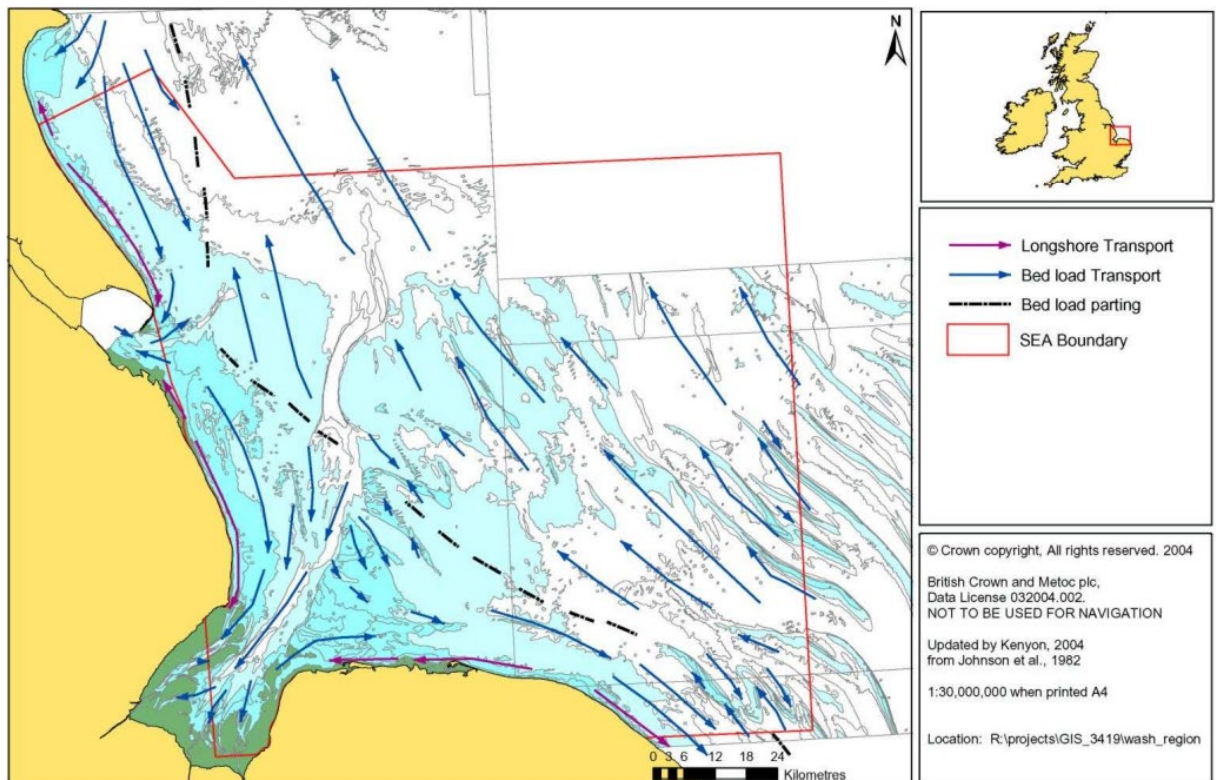 N
Longshore Transport
Bed load Transport
Bed load parting
SEA Boundary
© Crown copyright, All rights reserved. 2004
British Crown and Metoc plc,
Data License 032004.002.
NOT TO BE USED FOR NAVIGATION
Updated by Kenyon, 2004
from Johnson et al., 1982
1:30,000,000 when printed A4
Location: R:\projects\GIS_3419\wash_region
0 3 6 12 18 24
Kilometres